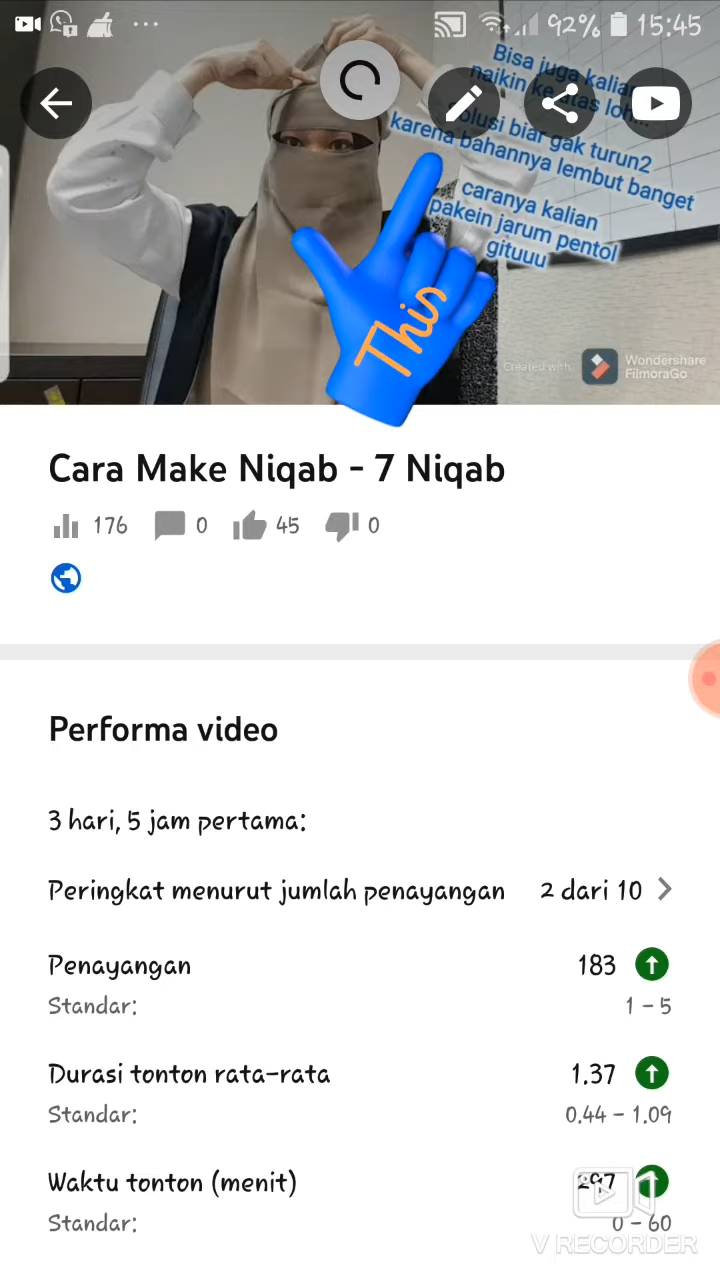 92% 15:45
Bisa juga kalian
naikin ke atas loh...
solusi biar gak turun2
karena bahannya lembut banget
caranya kalian
pakein jarum pentol
gituuu
This
Created with
Wondershare
FilmoraGo
Cara Make Niqab - 7 Niqab
176 0 45 0
Performa video
3 hari, 5 jam pertama:
Peringkat menurut jumlah penayangan 2 dari 10
Penayangan 183
Standar: 1 – 5
Durasi tonton rata-rata 1.37
Standar: 0.44 – 1.09
Waktu tonton (menit) 297
Standar: 0 – 60
V RECORDER